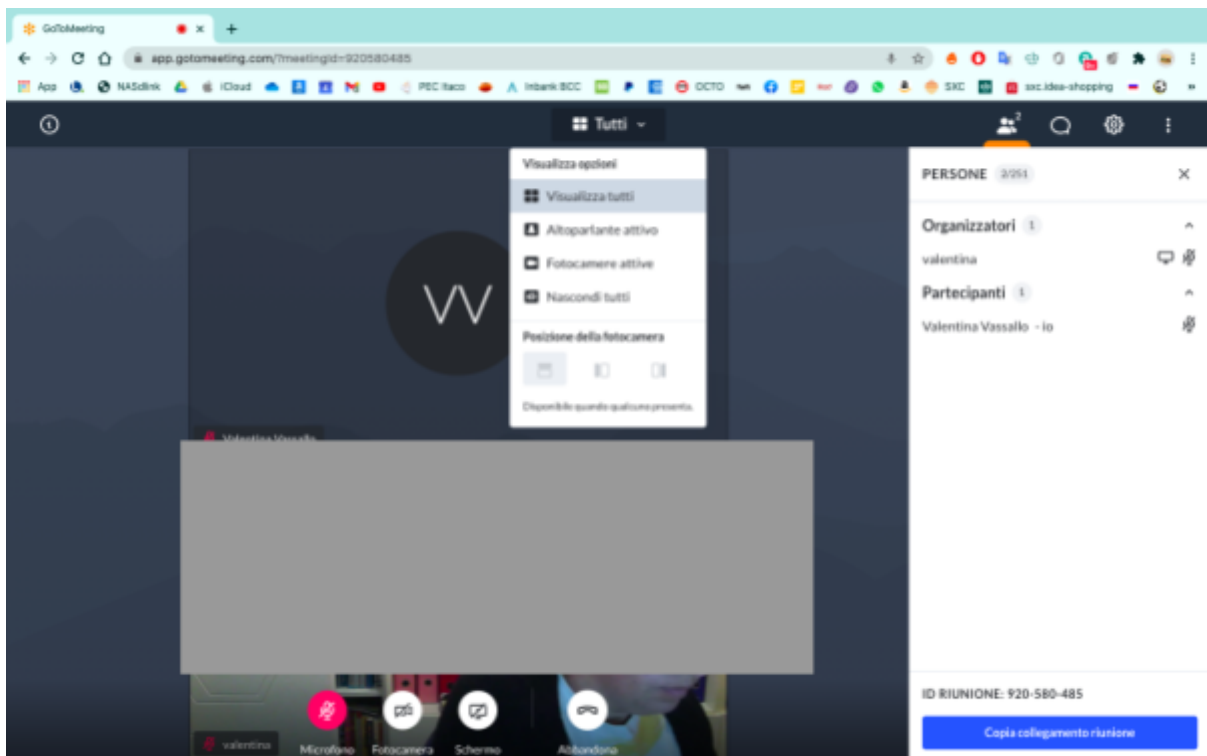 GoToMeeting
app.gotomeeting.com/?meetingId=920580485
App NASdlink iCloud PEC Itaco Inbank BCC OCTO SXC sxc.idea-shopping
Tutti
2
Visualizza opzioni
Visualizza tutti
Altoparlante attivo
Fotocamere attive
Nascondi tutti
Posizione della fotocamera
Disponibile quando qualcuno presenta.
VV
Valentina Vassallo
PERSONE 2/251
Organizzatori 1
valentina
Partecipanti 1
Valentina Vassallo - io
valentina
Microfono Fotocamera Schermo Abbandona
ID RIUNIONE: 920-580-485
Copia collegamento riunione